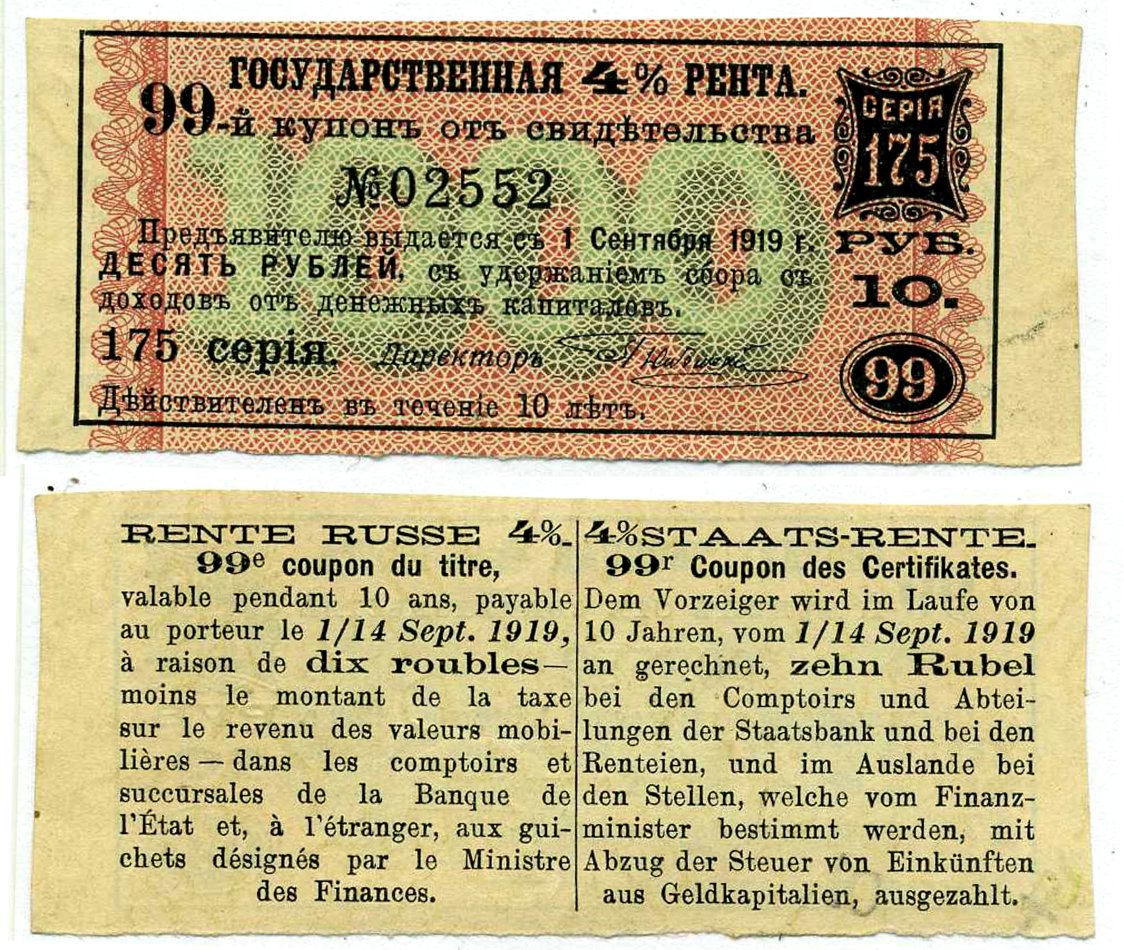 ГОСУДАРСТВЕННАЯ 4% РЕНТА.
99-й купонъ отъ свидѣтельства
№ 02552
Предъявителю выдается съ 1 Сентября 1919 г.
ДЕСЯТЬ РУБЛЕЙ, съ удержаніемъ сбора съ
доходовъ отъ денежныхъ капиталовъ.
175 серія. Директоръ
Дѣйствителенъ въ теченіе 10 лѣтъ.
1000
СЕРІЯ
№
175
РУБ.
10.
99
RENTE RUSSE 4%.
99e coupon du titre,
valable pendant 10 ans, payable
au porteur le 1/14 Sept. 1919,
à raison de dix roubles—
moins le montant de la taxe
sur le revenu des valeurs mobi-
lières — dans les comptoirs et
succursales de la Banque de
l'État et, à l'étranger, aux gui-
chets désignés par le Ministre
des Finances.
4% STAATS-RENTE.
99r Coupon des Certifikates.
Dem Vorzeiger wird im Laufe von
10 Jahren, vom 1/14 Sept. 1919
an gerechnet, zehn Rubel
bei den Comptoirs und Abtei-
lungen der Staatsbank und bei den
Renteien, und im Auslande bei
den Stellen, welche vom Finanz-
minister bestimmt werden, mit
Abzug der Steuer von Einkünften
aus Geldkapitalien, ausgezahlt.